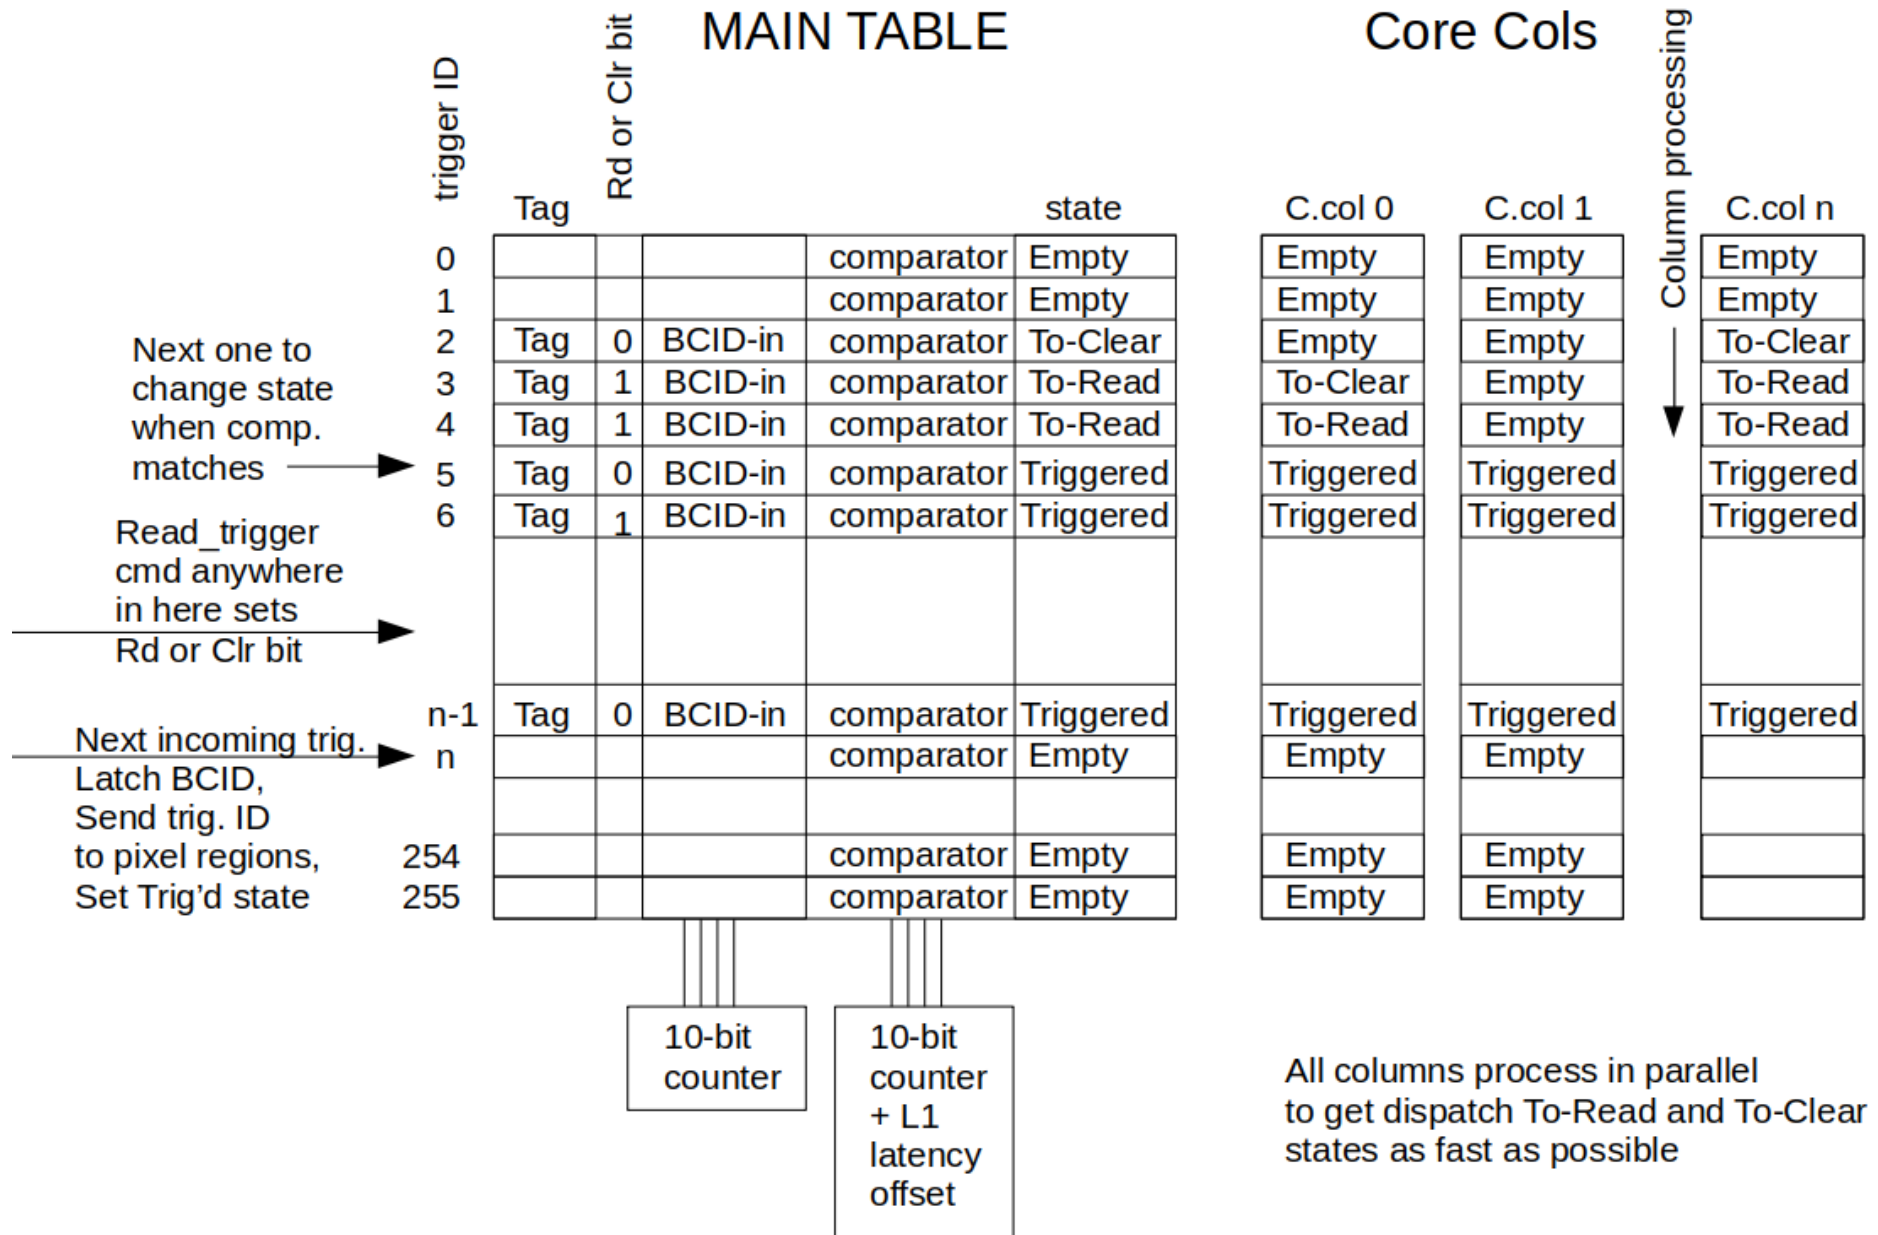 MAIN TABLE
Core Cols
trigger ID
Rd or Clr bit
Column processing
Tag
state
C.col 0
C.col 1
C.col n
0 comparator Empty Empty Empty Empty
1 comparator Empty Empty Empty Empty
2 Tag 0 BCID-in comparator To-Clear Empty Empty To-Clear
3 Tag 1 BCID-in comparator To-Read To-Clear Empty To-Read
4 Tag 1 BCID-in comparator To-Read To-Read Empty To-Read
5 Tag 0 BCID-in comparator Triggered Triggered Triggered Triggered
6 Tag 1 BCID-in comparator Triggered Triggered Triggered Triggered
n-1 Tag 0 BCID-in comparator Triggered Triggered Triggered Triggered
n comparator Empty Empty Empty
254 comparator Empty Empty Empty
255 comparator Empty Empty Empty
Next one to
change state
when comp.
matches
Read_trigger
cmd anywhere
in here sets
Rd or Clr bit
Next incoming trig.
Latch BCID,
Send trig. ID
to pixel regions,
Set Trig'd state
10-bit
counter
10-bit
counter
+ L1
latency
offset
All columns process in parallel
to get dispatch To-Read and To-Clear
states as fast as possible